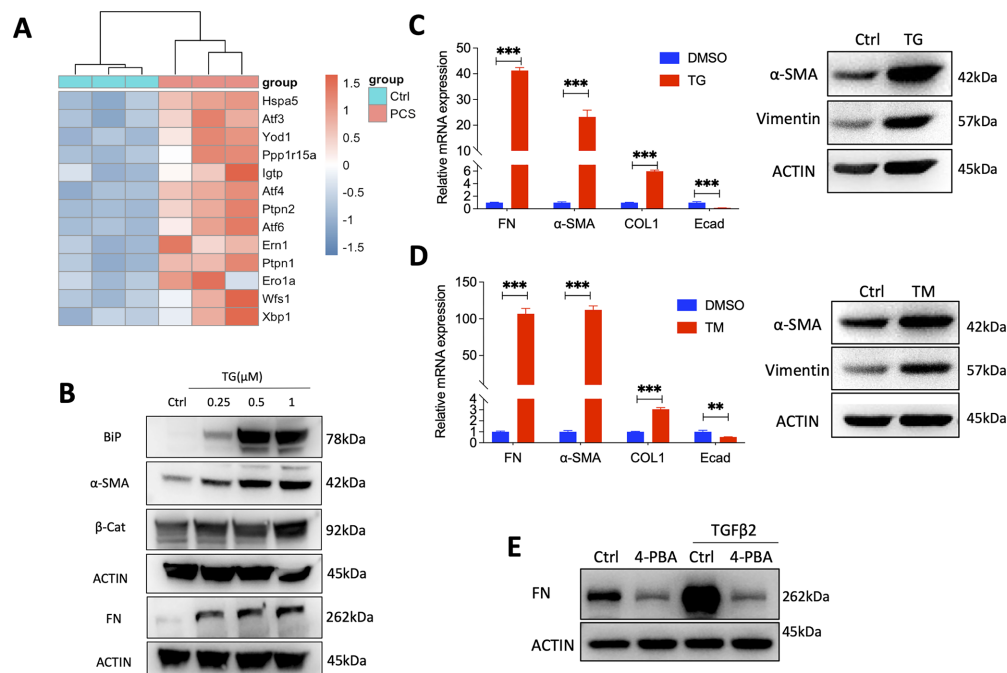 A
group
Hspa5
Atf3
Yod1
Ppp1r15a
Igtp
Atf4
Ptpn2
Atf6
Ern1
Ptpn1
Ero1a
Wfs1
Xbp1
1.5
1
0.5
0
-0.5
-1
-1.5
group
Ctrl
PCS
B
TG(μM)
Ctrl 0.25 0.5 1
BiP 78kDa
α-SMA 42kDa
β-Cat 92kDa
ACTIN 45kDa
FN 262kDa
ACTIN 45kDa
C
Relative mRNA expression
50
40
30
20
10
6
4
2
0
*** *** *** ***
DMSO
TG
FN α-SMA COL1 Ecad
Ctrl TG
α-SMA 42kDa
Vimentin 57kDa
ACTIN 45kDa
D
Relative mRNA expression
150
100
50
4
3
2
1
0
*** *** *** **
DMSO
TM
FN α-SMA COL1 Ecad
Ctrl TM
α-SMA 42kDa
Vimentin 57kDa
ACTIN 45kDa
E
TGFβ2
Ctrl 4-PBA Ctrl 4-PBA
FN 262kDa
45kDa
ACTIN